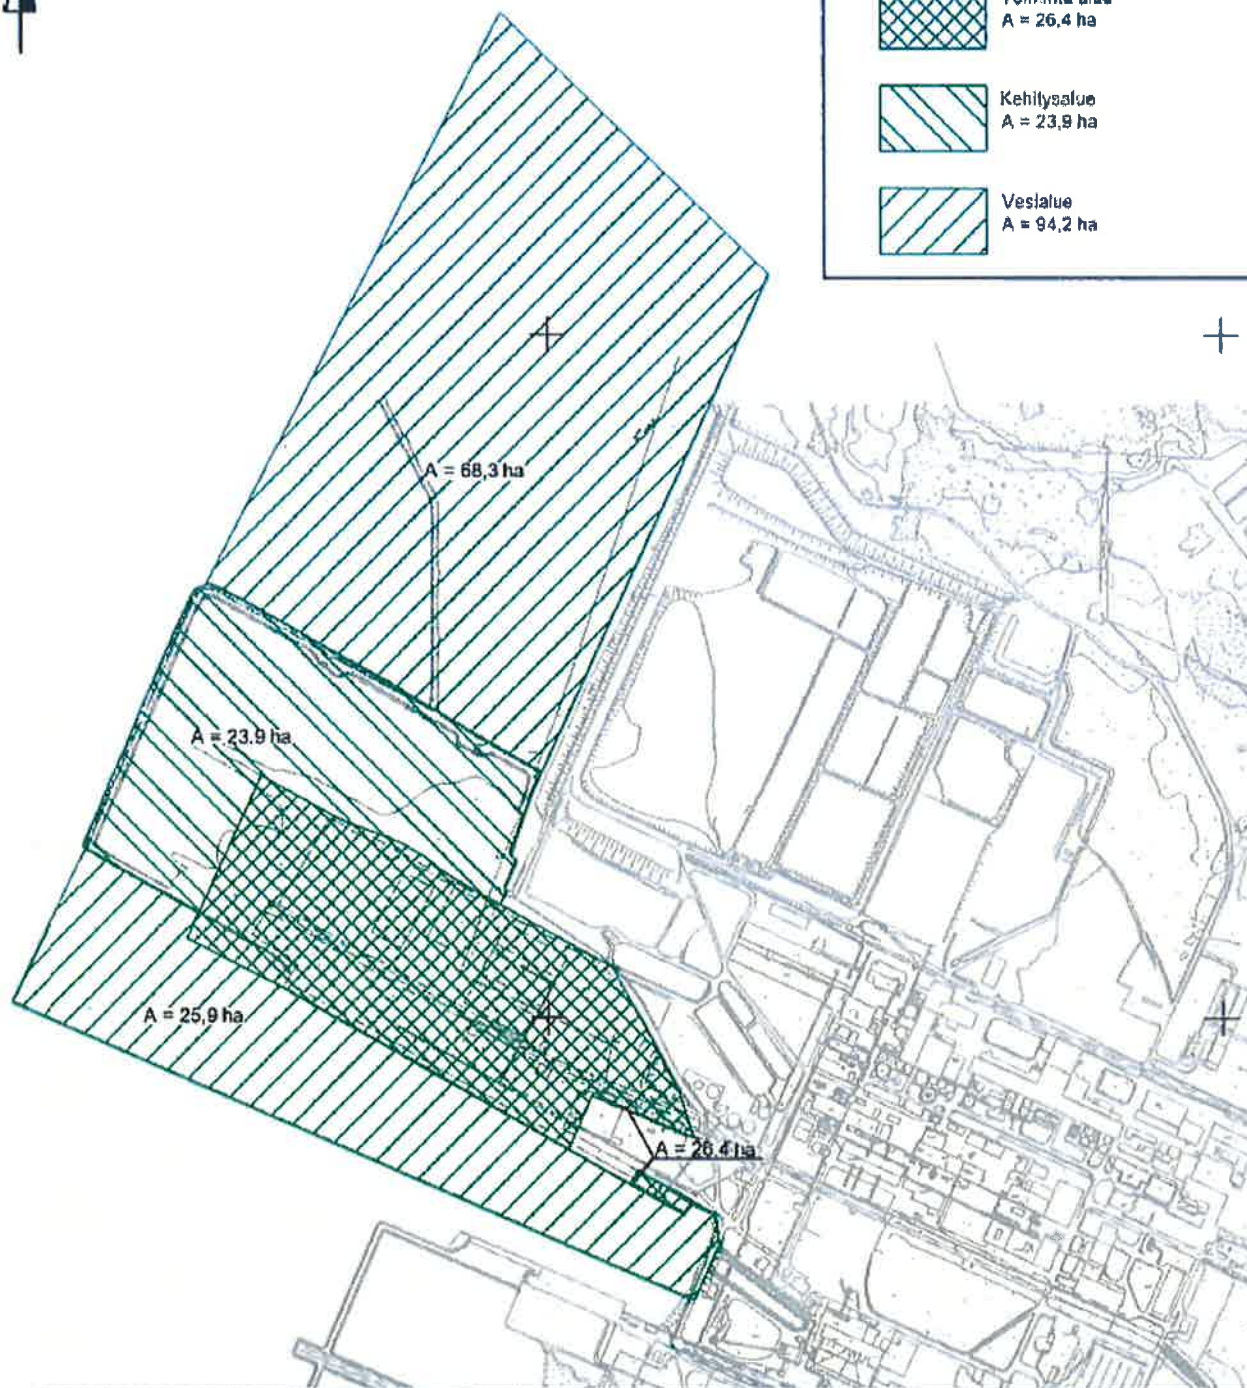 A = 26,4 ha
Kehitysalue
A = 23,9 ha
Vesialue
A = 94,2 ha
A = 68,3 ha
A = 23.9 ha
A = 25,9 ha
A = 26.4 ha